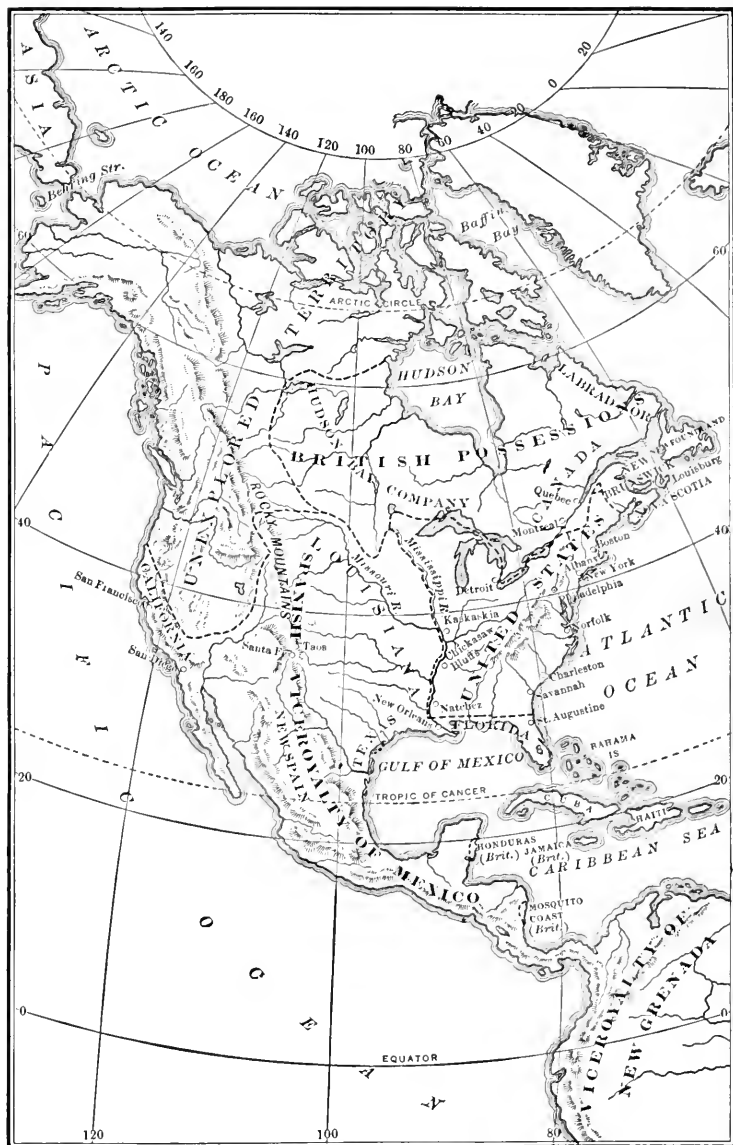 140
160
180
160
140
120
100
80
60
40
20
0
20
ASIA
ARCTIC OCEAN
Behring Str.
Baffin
Bay
60
60
TERRITORY
ARCTIC CIRCLE
UNEXPLORED
HUDSON
BAY
LABRADOR
HUDSON
BAY COMPANY
BRITISH POSSESSIONS
CANADA
NEWFOUNDLAND
NEW
BRUNSWICK
Louisburg
NOVA SCOTIA
Quebec
Montreal
Boston
Albany
New York
Philadelphia
Detroit
Norfolk
40
40
ROCKY MOUNTAINS
SPANISH
LOUISIANA
Missouri R.
Mississippi R.
Kaskaskia
Chickasaw
Bluffs
UNITED STATES
San Francisco
CALIFORNIA
?
San Diego
Santa Fe
Taos
Charleston
Savannah
Natchez
New Orleans
FLORIDA
St. Augustine
ATLANTIC
OCEAN
TEXAS
NEW SPAIN
VICEROYALTY OF MEXICO
GULF OF MEXICO
BAHAMA
IS
20
20
TROPIC OF CANCER
CUBA
HAITI
HONDURAS
(Brit.)
JAMAICA
(Brit.)
CARIBBEAN SEA
MOSQUITO
COAST
(Brit.)
VICEROYALTY OF
NEW GRENADA
PACIFIC
OCEAN
0
0
EQUATOR
120
100
80